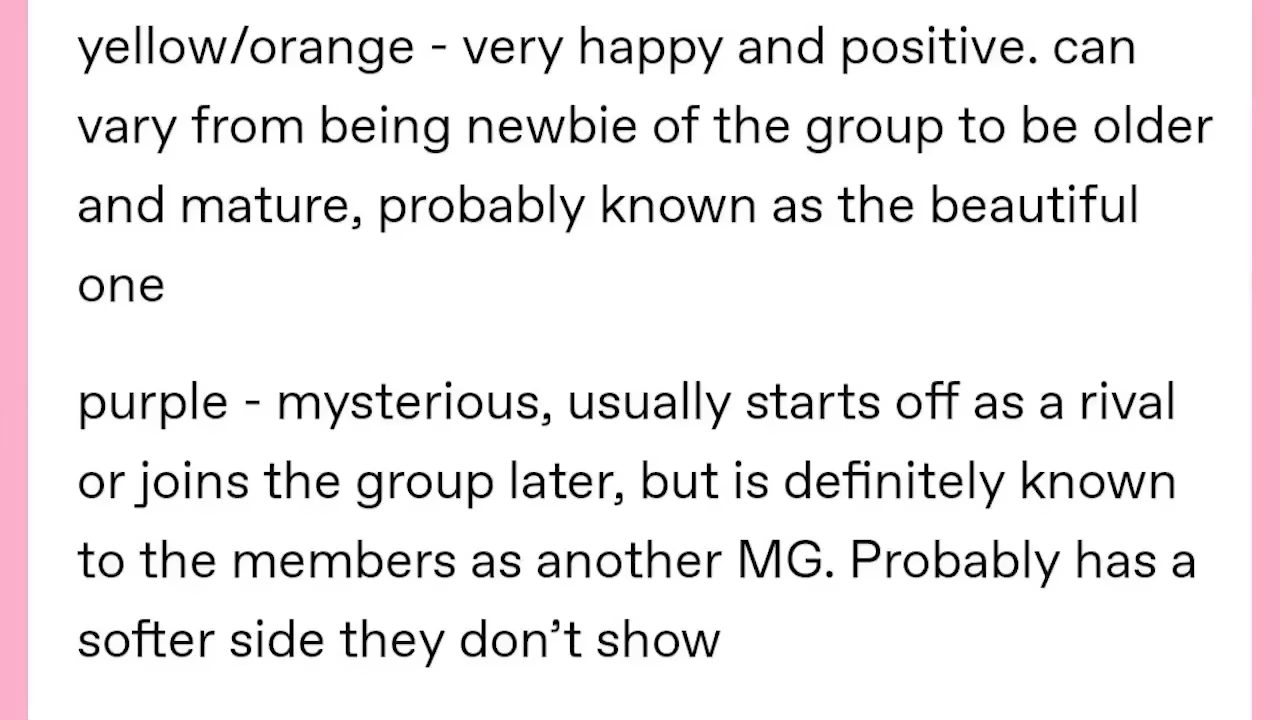 yellow/orange - very happy and positive. can
vary from being newbie of the group to be older
and mature, probably known as the beautiful
one
purple - mysterious, usually starts off as a rival
or joins the group later, but is definitely known
to the members as another MG. Probably has a
softer side they don’t show